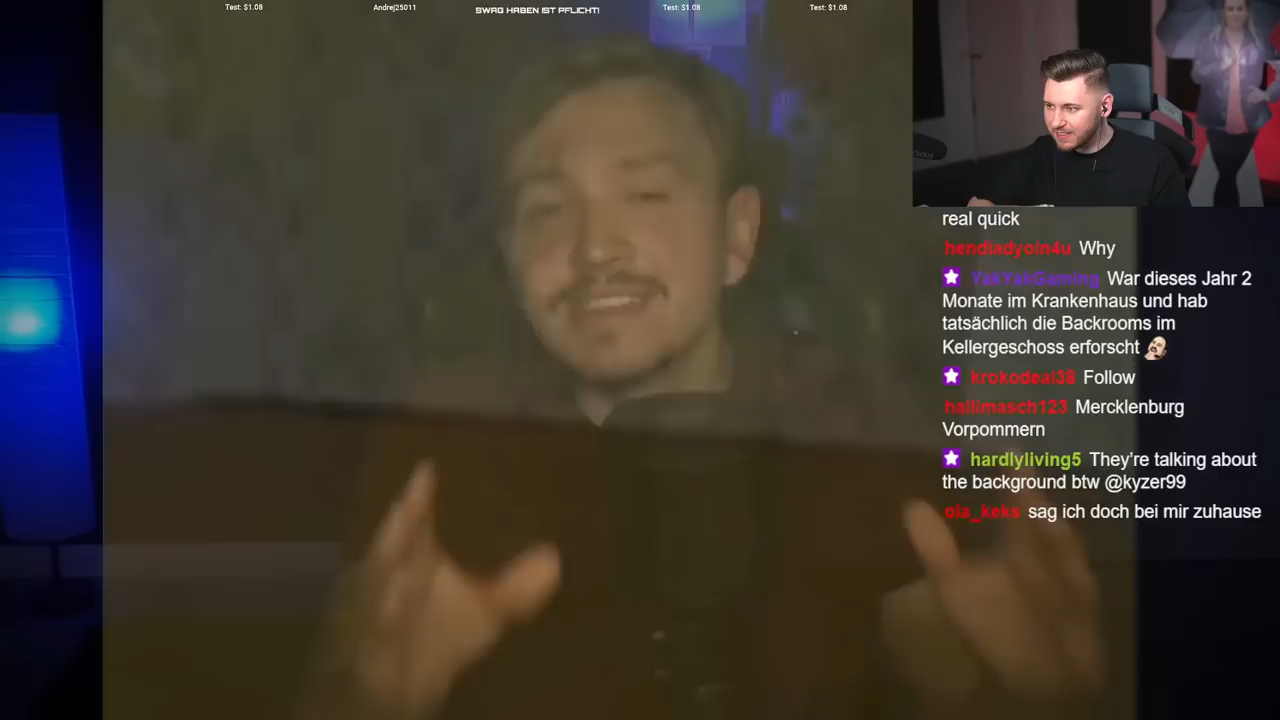 Test: $1.08
Andrej25011
SWAG HABEN IST PFLICHT!
Test: $1.08
Test: $1.08
real quick
hendladyoin4u Why
YakYakGaming War dieses Jahr 2
Monate im Krankenhaus und hab
tatsächlich die Backrooms im
Kellergeschoss erforscht
krokodeal38 Follow
hallimasch123 Mercklenburg
Vorpommern
hardlyliving5 They're talking about
the background btw @kyzer99
ola_keks sag ich doch bei mir zuhause